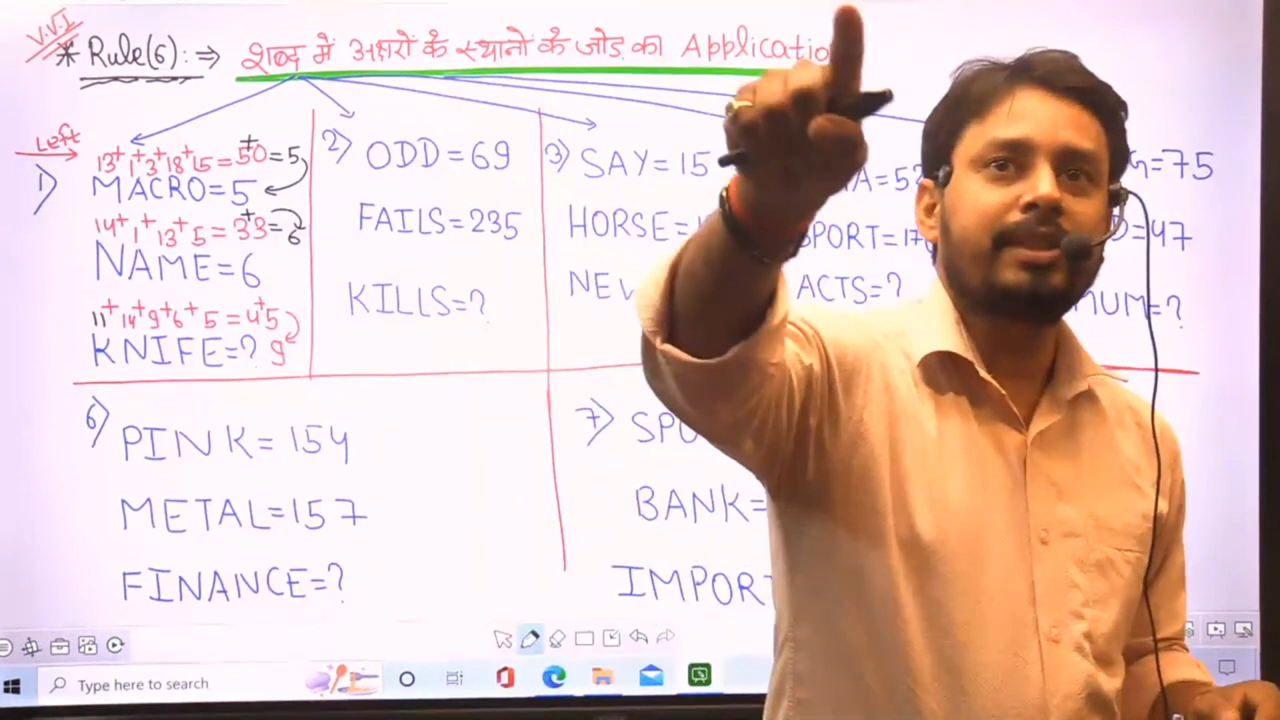 V.V.I
* Rule(6):⇒ शब्द में अक्षरों के स्थानों के जोड़ का Applicatio
Left
1) 13+1+3+18+15=50=5
MACRO=5
14+1+13+5=33=6
NAME=6
11+14+9+6+5=45
KNIFE=? 9
2) ODD=69
FAILS=235
KILLS=?
3) SAY=15
HORSE=1
NEW
A=5
SPORT=17
ACTS=?
G=75
D=47
MUM=?
6) PINK=154
METAL=157
FINANCE=?
7) SPO
BANK=
IMPORT
Type here to search